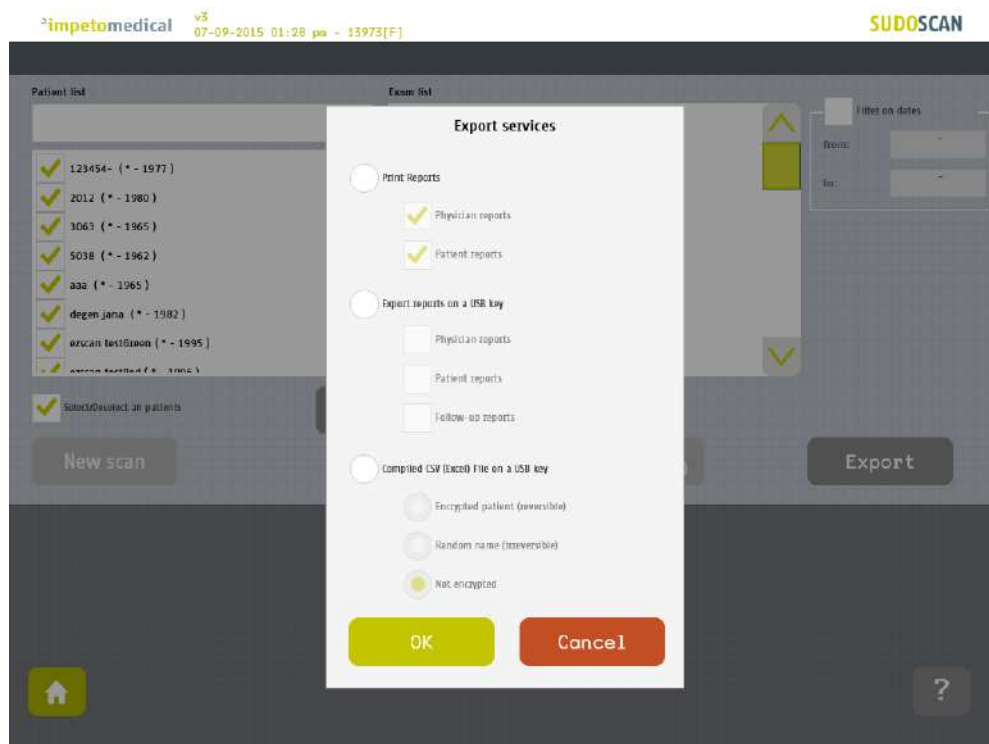 impetomedical
v3
07-09-2015 01:28 pm - 13973[F]
SUDOSCAN
Patient list
Exam list
Export services
Filter on dates
from: -
to: -
Print Reports
Physician reports
Patient reports
Export reports on a USB key
Physician reports
Patient reports
Follow-up reports
Compiled CSV (Excel) File on a USB key
Encrypted patient (reversible)
Random name (irreversible)
Not encrypted
OK
Cancel
123454- (* - 1977)
2012 (* - 1980)
3063 (* - 1965)
5038 (* - 1962)
aaa (* - 1965)
degen jana (* - 1982)
ezscan testGreen (* - 1995)
Select/Deselect all patients
New scan
Export
?